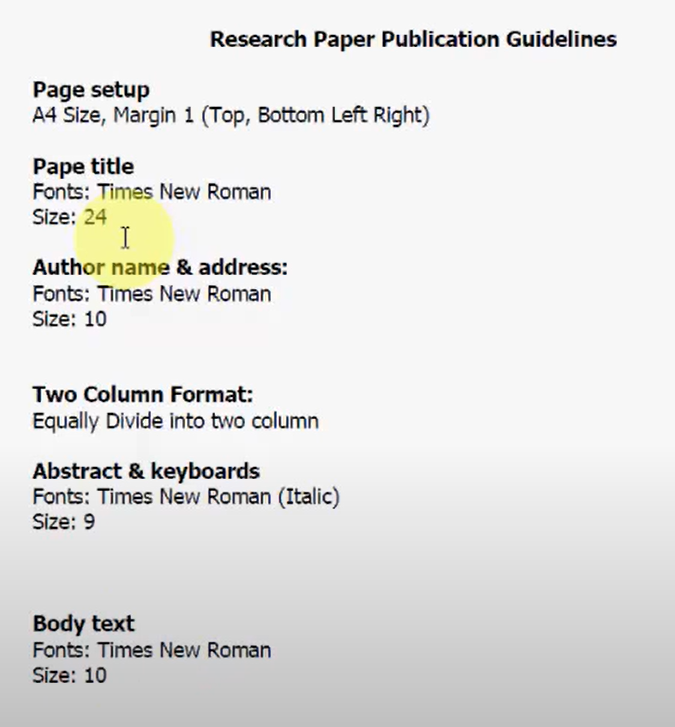 Research Paper Publication Guidelines
Page setup
A4 Size, Margin 1 (Top, Bottom Left Right)
Pape title
Fonts: Times New Roman
Size: 24
Author name & address:
Fonts: Times New Roman
Size: 10
Two Column Format:
Equally Divide into two column
Abstract & keyboards
Fonts: Times New Roman (Italic)
Size: 9
Body text
Fonts: Times New Roman
Size: 10